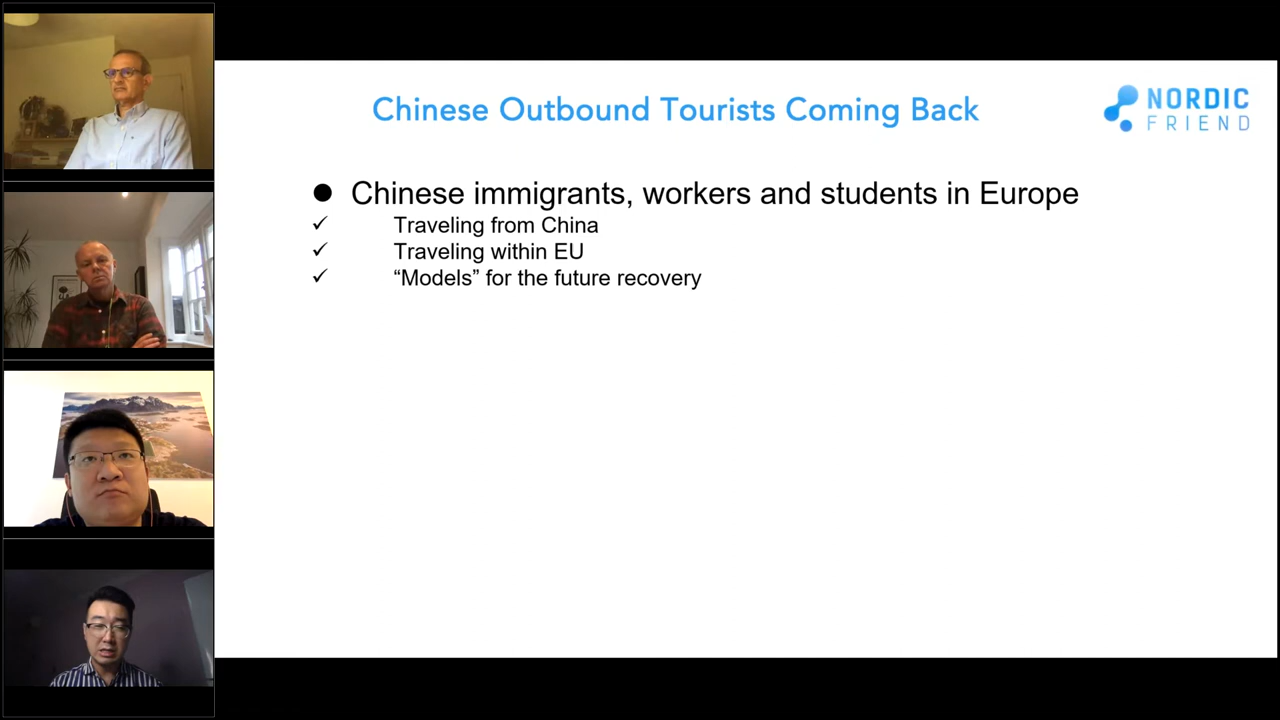 Chinese Outbound Tourists Coming Back
NORDIC
FRIEND
● Chinese immigrants, workers and students in Europe
✓ Traveling from China
✓ Traveling within EU
✓ “Models” for the future recovery